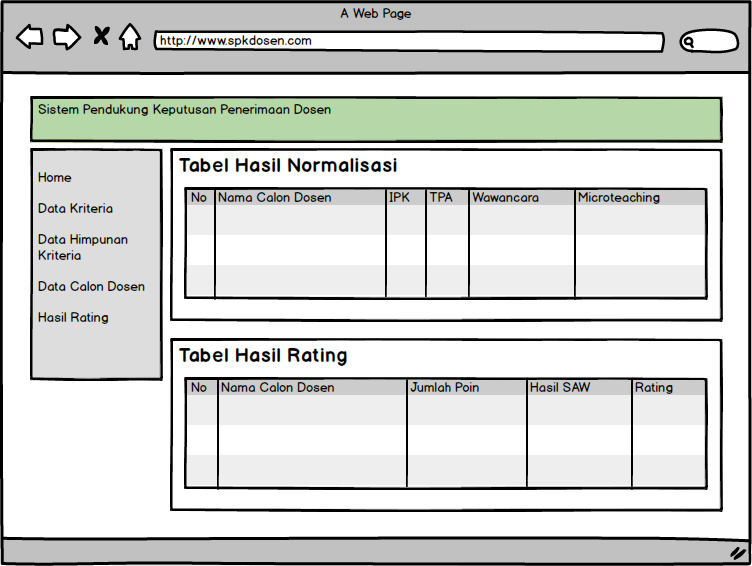 A Web Page
http://www.spkdosen.com
Sistem Pendukung Keputusan Penerimaan Dosen
Home
Data Kriteria
Data Himpunan
Kriteria
Data Calon Dosen
Hasil Rating
Tabel Hasil Normalisasi
No Nama Calon Dosen IPK TPA Wawancara Microteaching
Tabel Hasil Rating
No Nama Calon Dosen Jumlah Poin Hasil SAW Rating